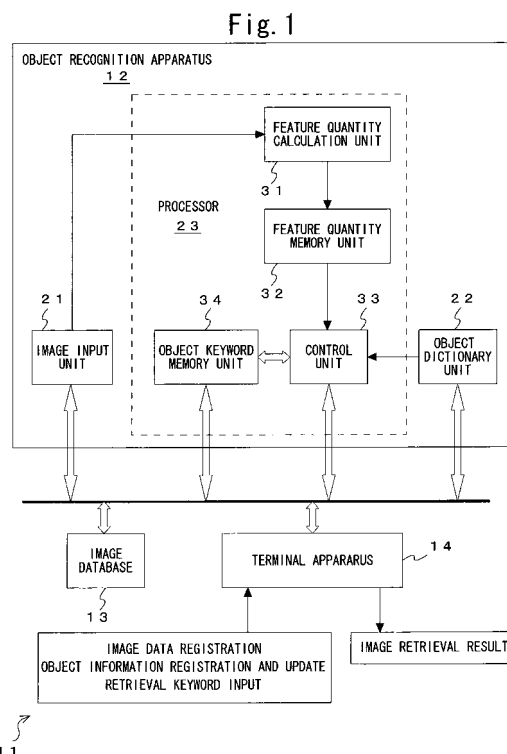 Fig.1
OBJECT RECOGNITION APPARATUS
12
FEATURE QUANTITY
CALCULATION UNIT
31
PROCESSOR
23
FEATURE QUANTITY
MEMORY UNIT
32
21
34
33
22
IMAGE INPUT
UNIT
OBJECT KEYWORD
MEMORY UNIT
CONTROL
UNIT
OBJECT
DICTIONARY
UNIT
IMAGE
DATABASE
13
TERMINAL APPARARUS
14
IMAGE DATA REGISTRATION
OBJECT INFORMATION REGISTRATION AND UPDATE
RETRIEVAL KEYWORD INPUT
IMAGE RETRIEVAL RESULT
11